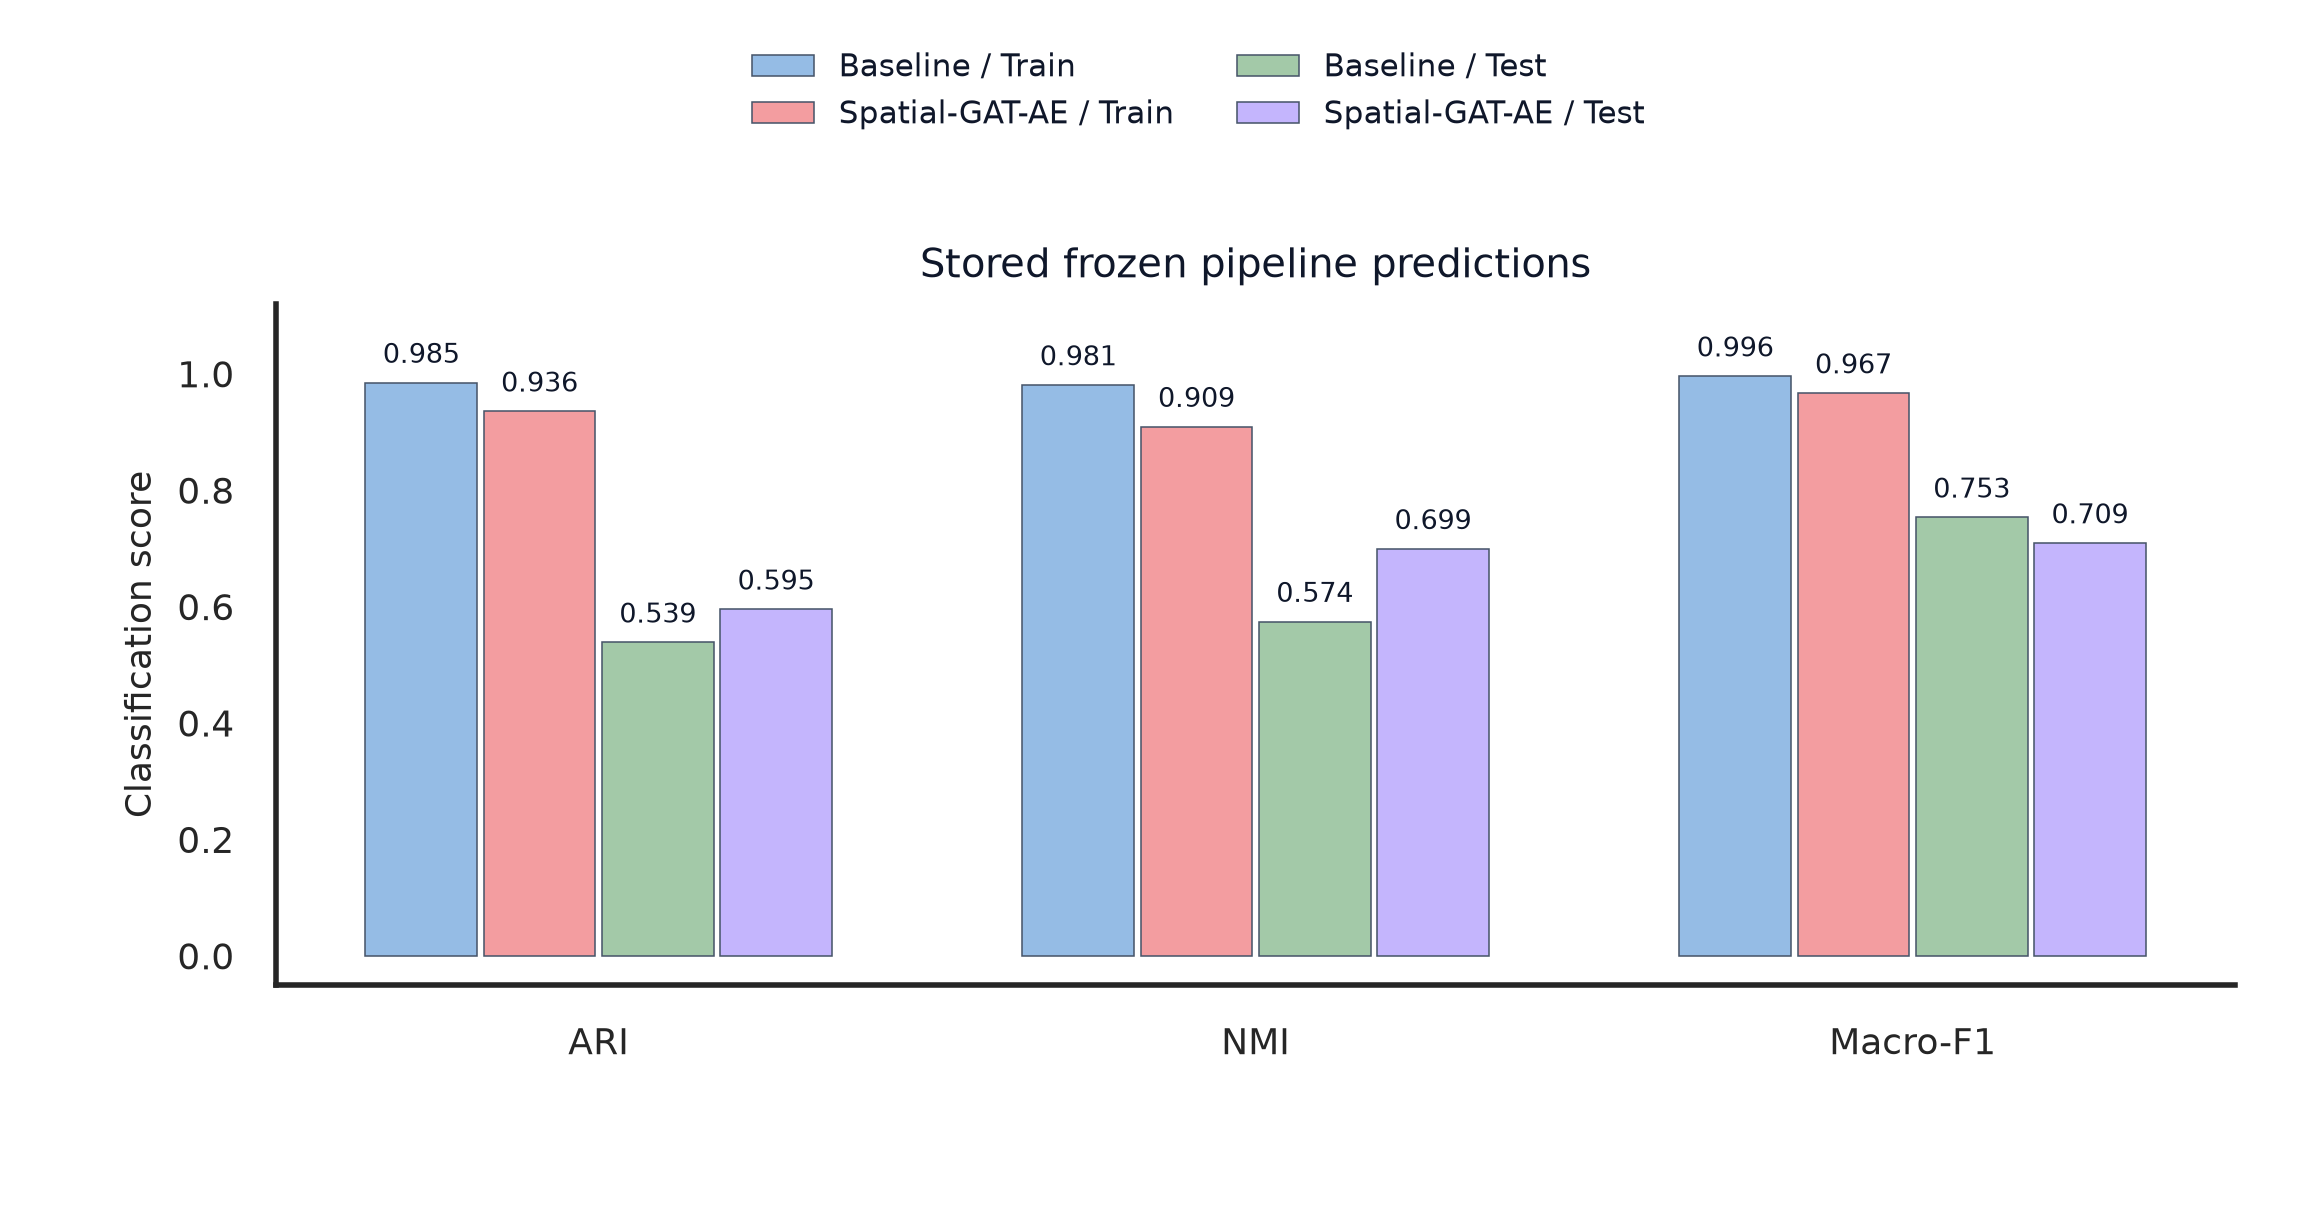 Baseline / Train
Spatial-GAT-AE / Train
Baseline / Test
Spatial-GAT-AE / Test
Stored frozen pipeline predictions
Classification score
1.0
0.8
0.6
0.4
0.2
0.0
0.985
0.936
0.539
0.595
0.981
0.909
0.574
0.699
0.996
0.967
0.753
0.709
ARI
NMI
Macro-F1